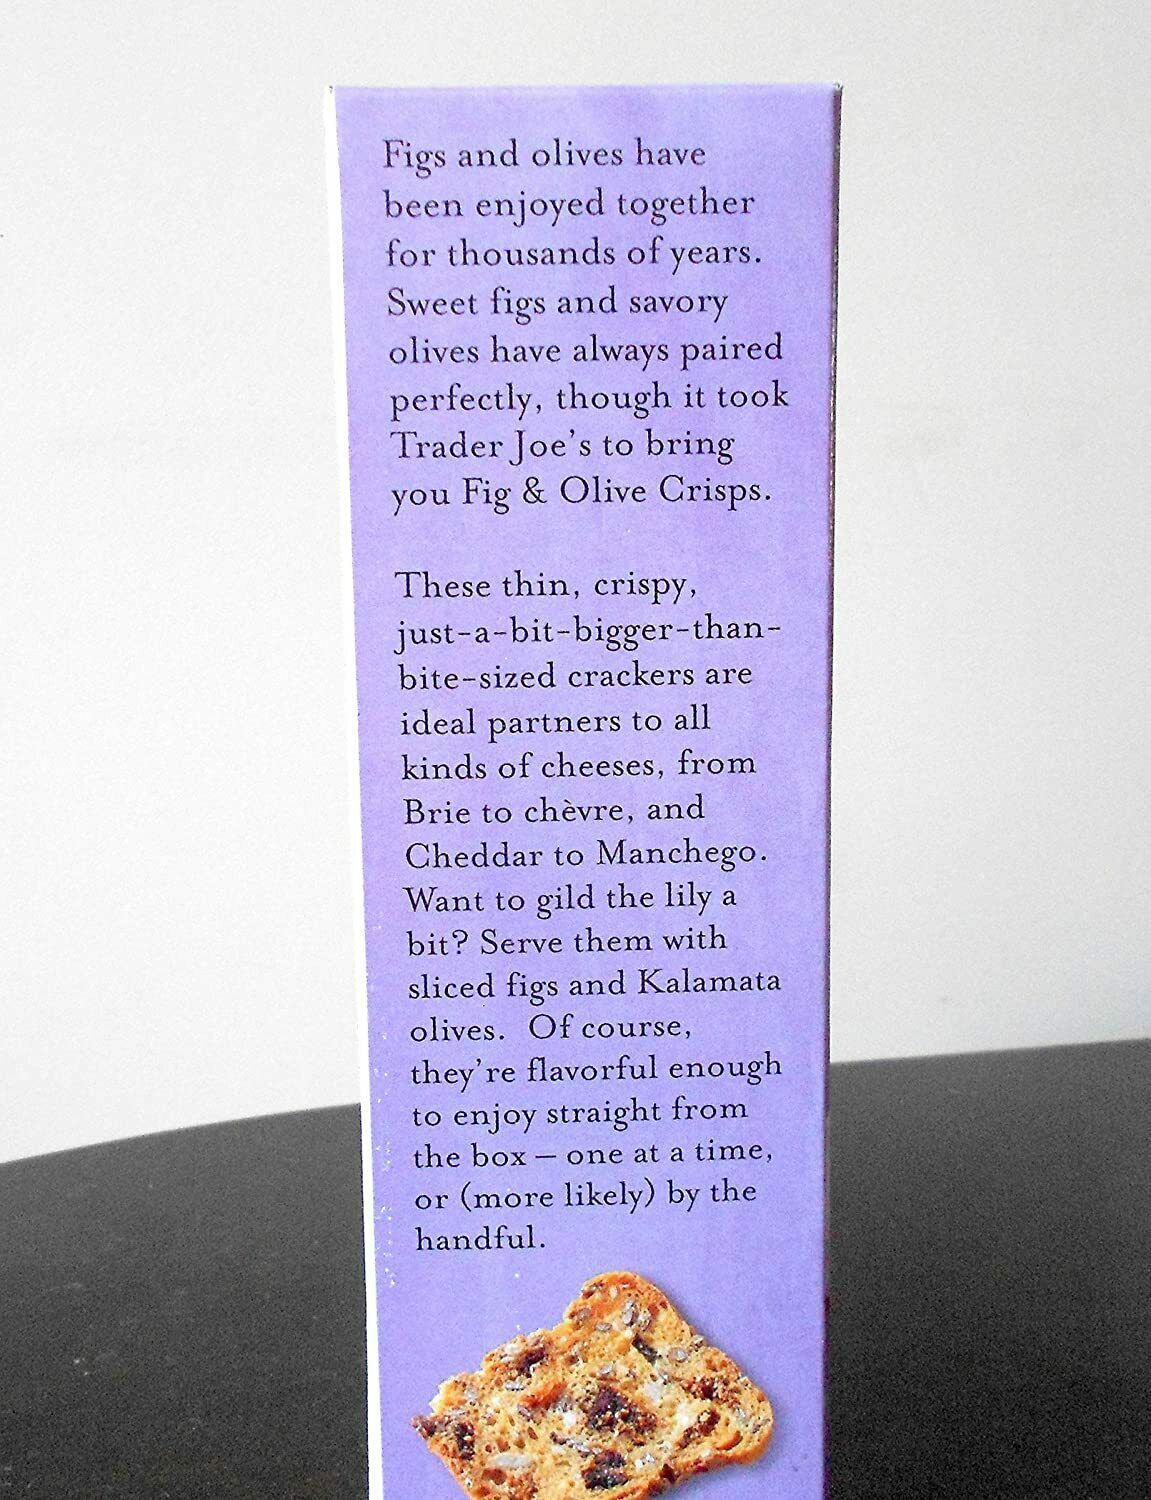 Figs and olives have
been enjoyed together
for thousands of years.
Sweet figs and savory
olives have always paired
perfectly, though it took
Trader Joe's to bring
you Fig & Olive Crisps.
These thin, crispy,
just-a-bit-bigger-than-
bite-sized crackers are
ideal partners to all
kinds of cheeses, from
Brie to chèvre, and
Cheddar to Manchego.
Want to gild the lily a
bit? Serve them with
sliced figs and Kalamata
olives. Of course,
they're flavorful enough
to enjoy straight from
the box – one at a time,
or (more likely) by the
handful.